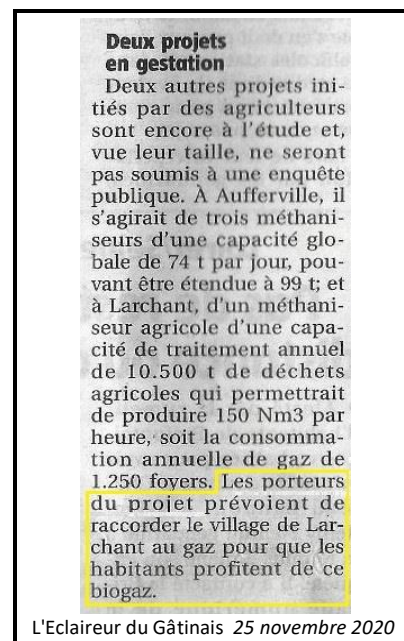 Deux projets
en gestation
Deux autres projets ini-
tiés par des agriculteurs
sont encore à l'étude et,
vue leur taille, ne seront
pas soumis à une enquête
publique. À Aufferville, il
s'agirait de trois méthani-
seurs d'une capacité glo-
bale de 74 t par jour, pou-
vant être étendue à 99 t; et
à Larchant, d'un méthani-
seur agricole d'une capa-
cité de traitement annuel
de 10.500 t de déchets
agricoles qui permettrait
de produire 150 Nm3 par
heure, soit la consomma-
tion annuelle de gaz de
1.250 foyers. Les porteurs
du projet prévoient de
raccorder le village de Lar-
chant au gaz pour que les
habitants profitent de ce
biogaz.
L'Eclaireur du Gâtinais 25 novembre 2020